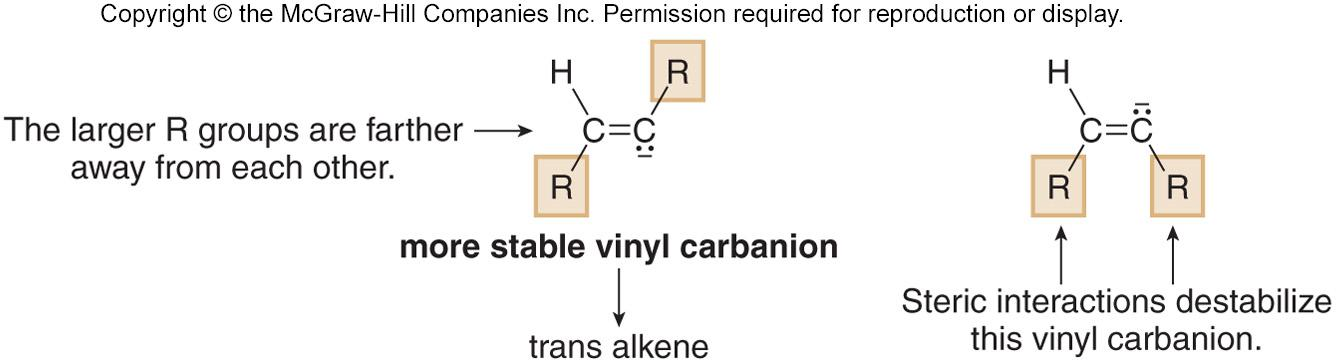 Copyright © the McGraw-Hill Companies Inc. Permission required for reproduction or display.
The larger R groups are farther
away from each other.
H R
C=C
R
more stable vinyl carbanion
trans alkene
H
C=C
R R
Steric interactions destabilize
this vinyl carbanion.